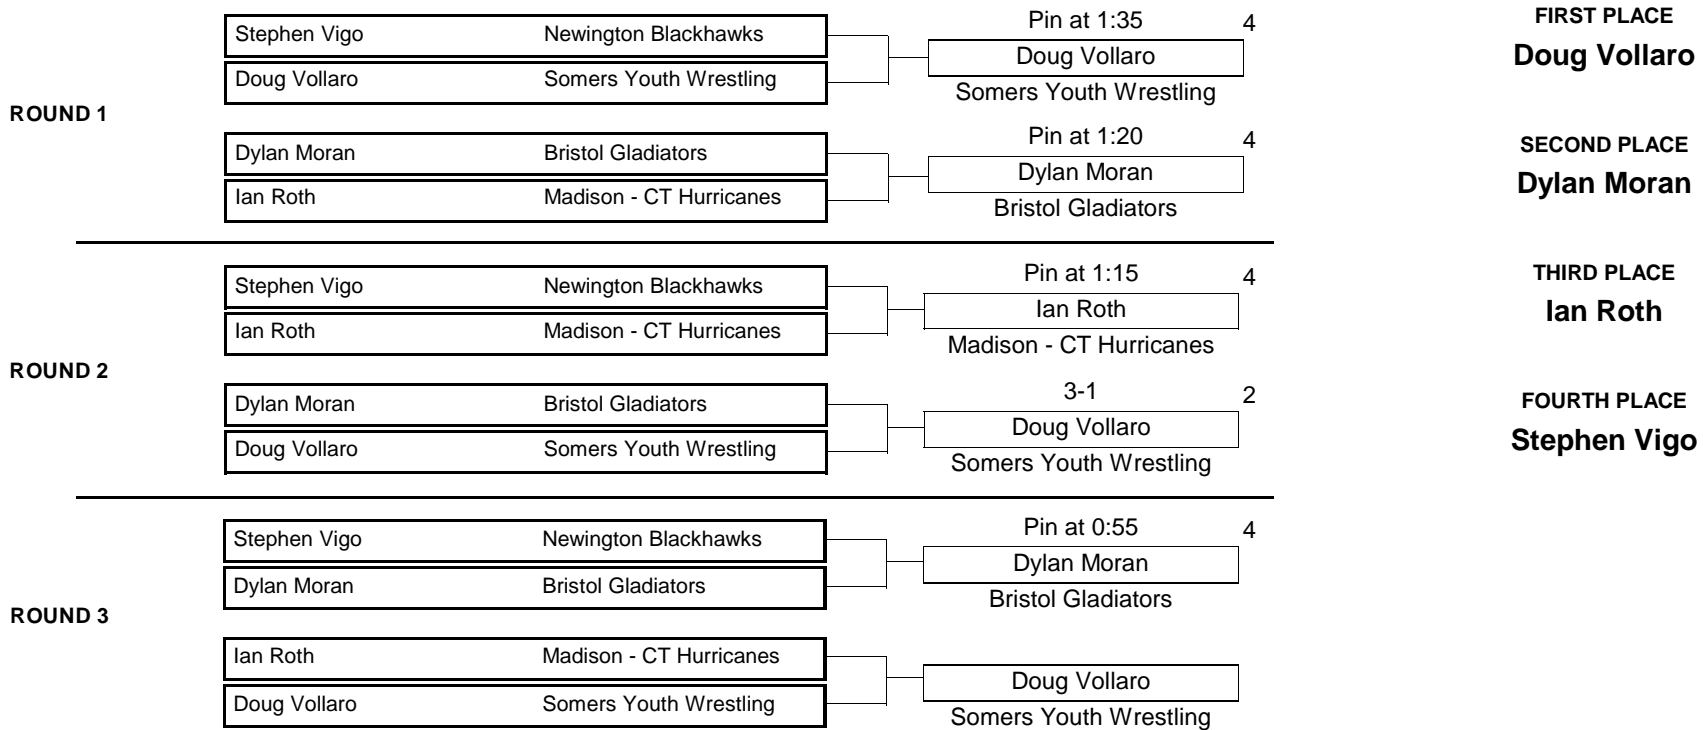 Pin at 1:35 4
Stephen Vigo Newington Blackhawks
Doug Vollaro
Doug Vollaro Somers Youth Wrestling
Somers Youth Wrestling
ROUND 1
Pin at 1:20 4
Dylan Moran Bristol Gladiators
Dylan Moran
Ian Roth Madison - CT Hurricanes
Bristol Gladiators
Pin at 1:15 4
Stephen Vigo Newington Blackhawks
Ian Roth
Ian Roth Madison - CT Hurricanes
Madison - CT Hurricanes
ROUND 2
3-1 2
Dylan Moran Bristol Gladiators
Doug Vollaro
Doug Vollaro Somers Youth Wrestling
Somers Youth Wrestling
Pin at 0:55 4
Stephen Vigo Newington Blackhawks
Dylan Moran
Dylan Moran Bristol Gladiators
Bristol Gladiators
ROUND 3
Ian Roth Madison - CT Hurricanes
Doug Vollaro
Doug Vollaro Somers Youth Wrestling
Somers Youth Wrestling
FIRST PLACE
Doug Vollaro
SECOND PLACE
Dylan Moran
THIRD PLACE
Ian Roth
FOURTH PLACE
Stephen Vigo